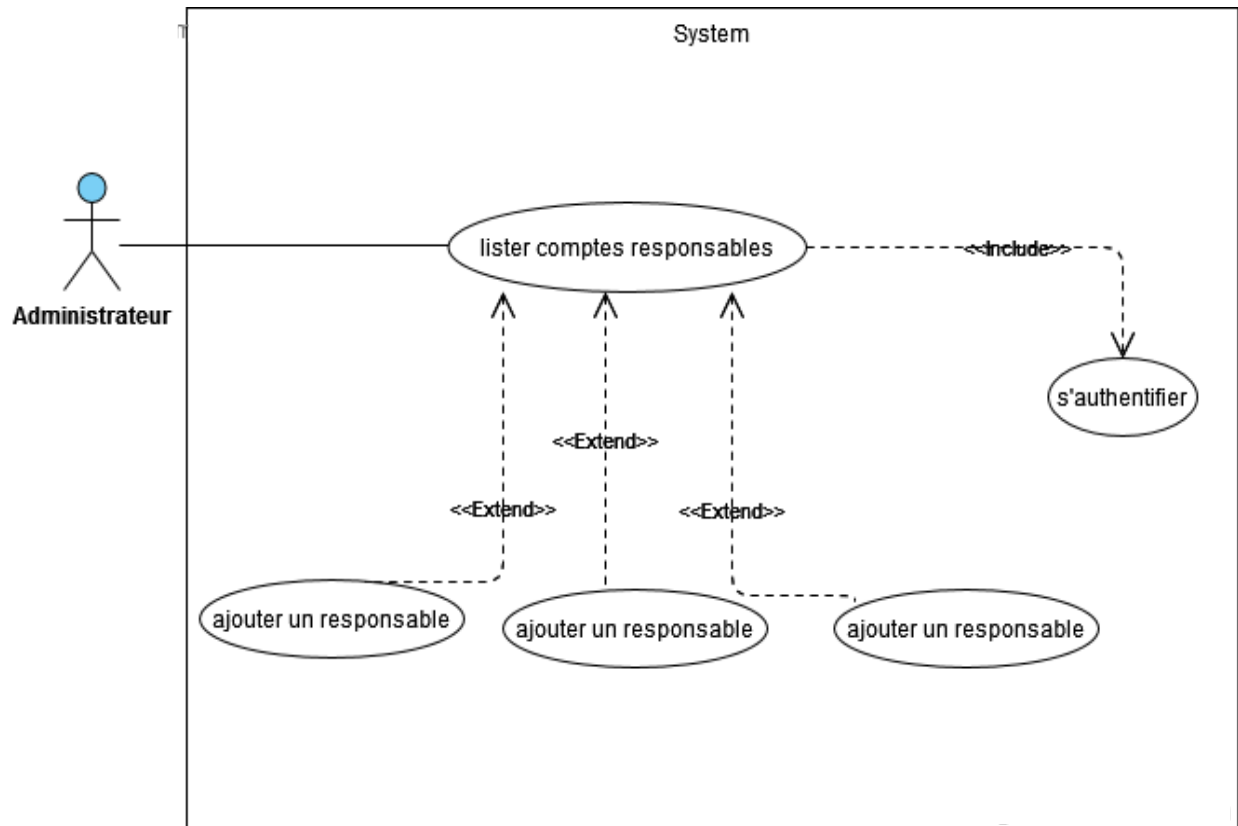 System
lister comptes responsables
<<Include>>
Administrateur
s'authentifier
<<Extend>>
<<Extend>>
<<Extend>>
ajouter un responsable
ajouter un responsable
ajouter un responsable